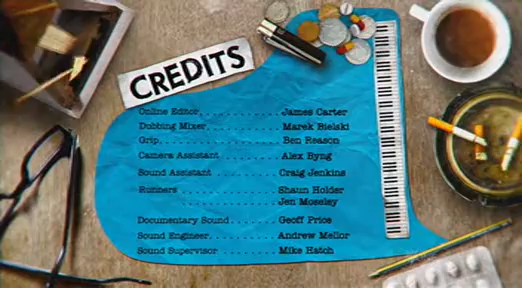 CREDITS
Online Editor.............. James Carter
Dubbing Mixer............ Marek Bielski
Grip......................... Ben Reason
Camera Assistant......... Alex Byng
Sound Assistant........... Craig Jenkins
Runners.................... Shaun Holder
.................... Jen Moseley
Documentary Sound....... Geoff Price
Sound Engineer........... Andrew Mellor
Sound Supervisor......... Mike Hatch